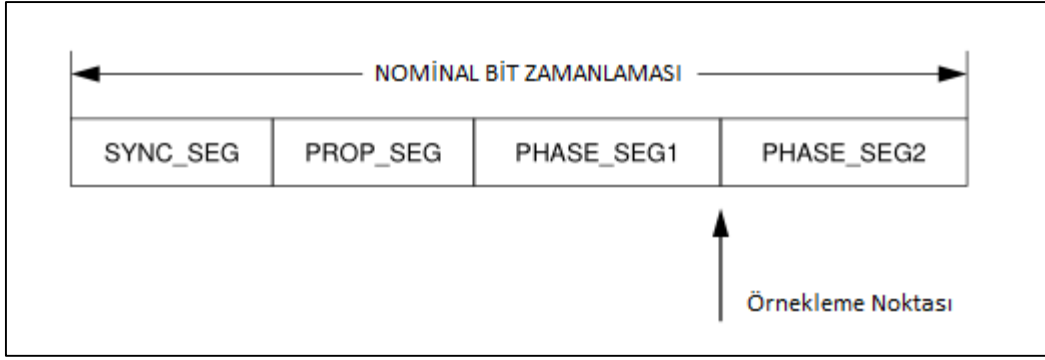 NOMİNAL BİT ZAMANLAMASI
SYNC_SEG PROP_SEG PHASE_SEG1 PHASE_SEG2
Örnekleme Noktası